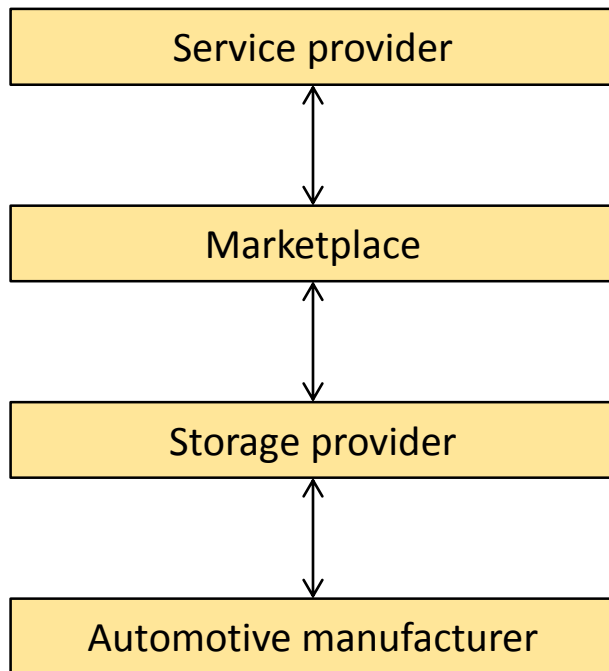 Service provider
Marketplace
Storage provider
Automotive manufacturer